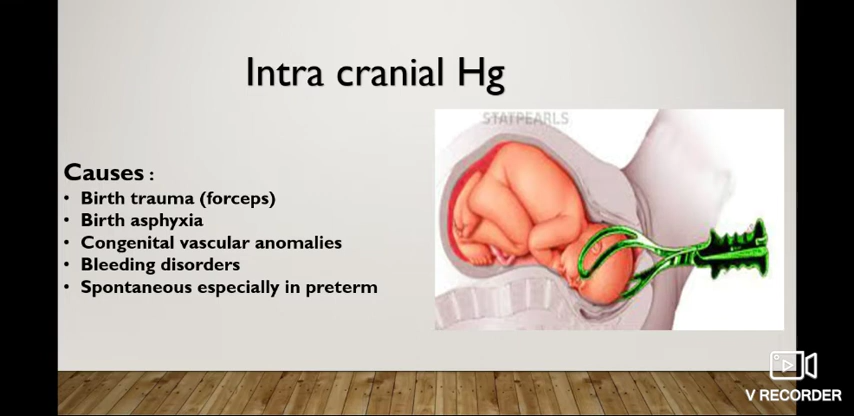 Intra cranial Hg
STATPEARLS
Causes :
• Birth trauma (forceps)
• Birth asphyxia
• Congenital vascular anomalies
• Bleeding disorders
• Spontaneous especially in preterm
V RECORDER